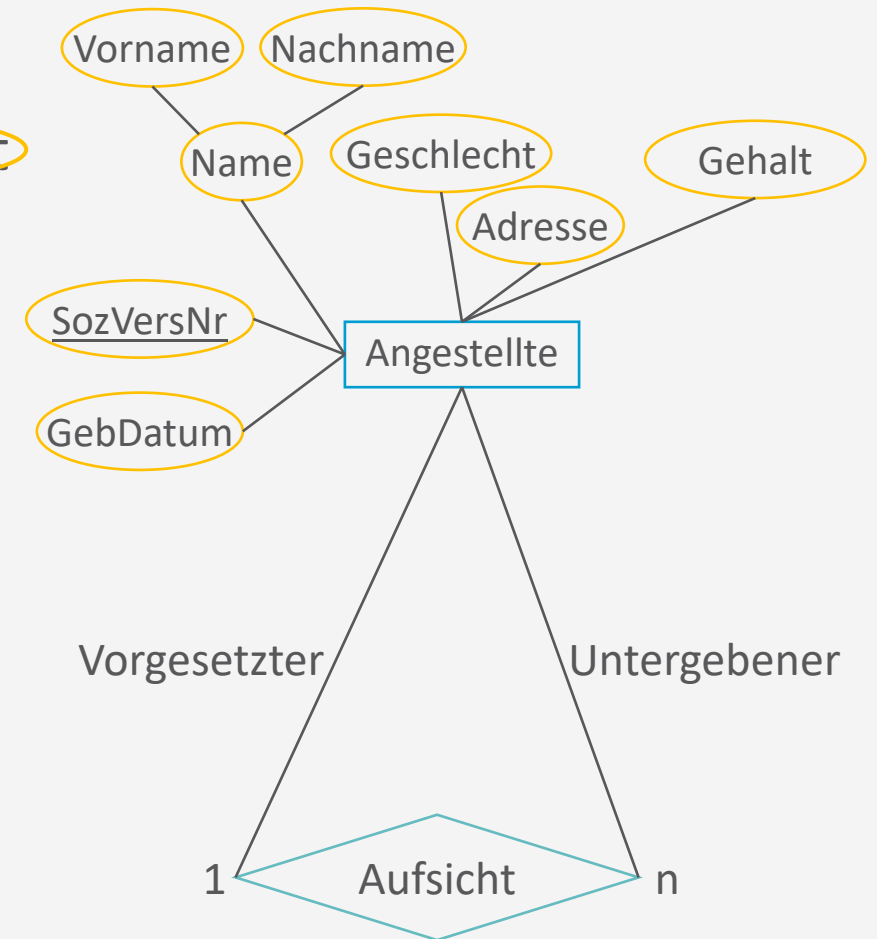 Vorname
Nachname
Name
Geschlecht
Gehalt
Adresse
SozVersNr
Angestellte
GebDatum
Vorgesetzter
Untergebener
1
Aufsicht
n